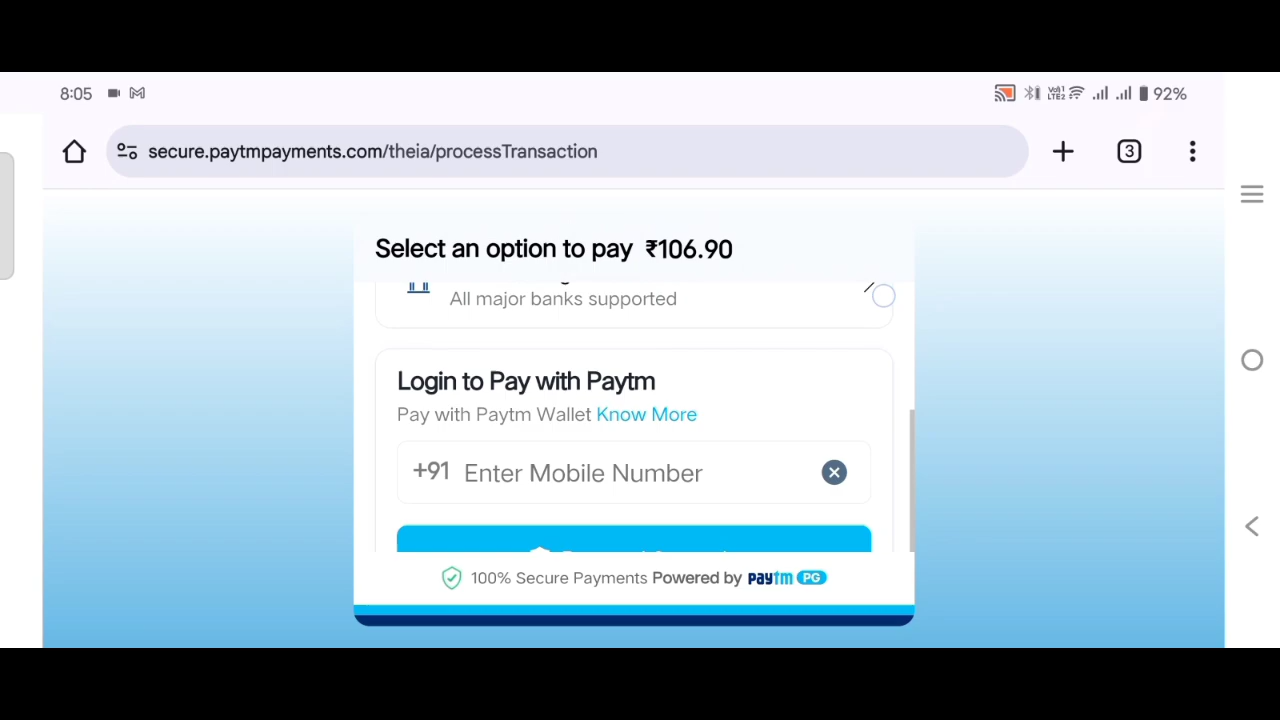 8:05
VoLTE2 92%
secure.paytmpayments.com/theia/processTransaction
3
Select an option to pay ₹106.90
All major banks supported
Login to Pay with Paytm
Pay with Paytm Wallet Know More
+91 Enter Mobile Number
100% Secure Payments Powered by paytm PG